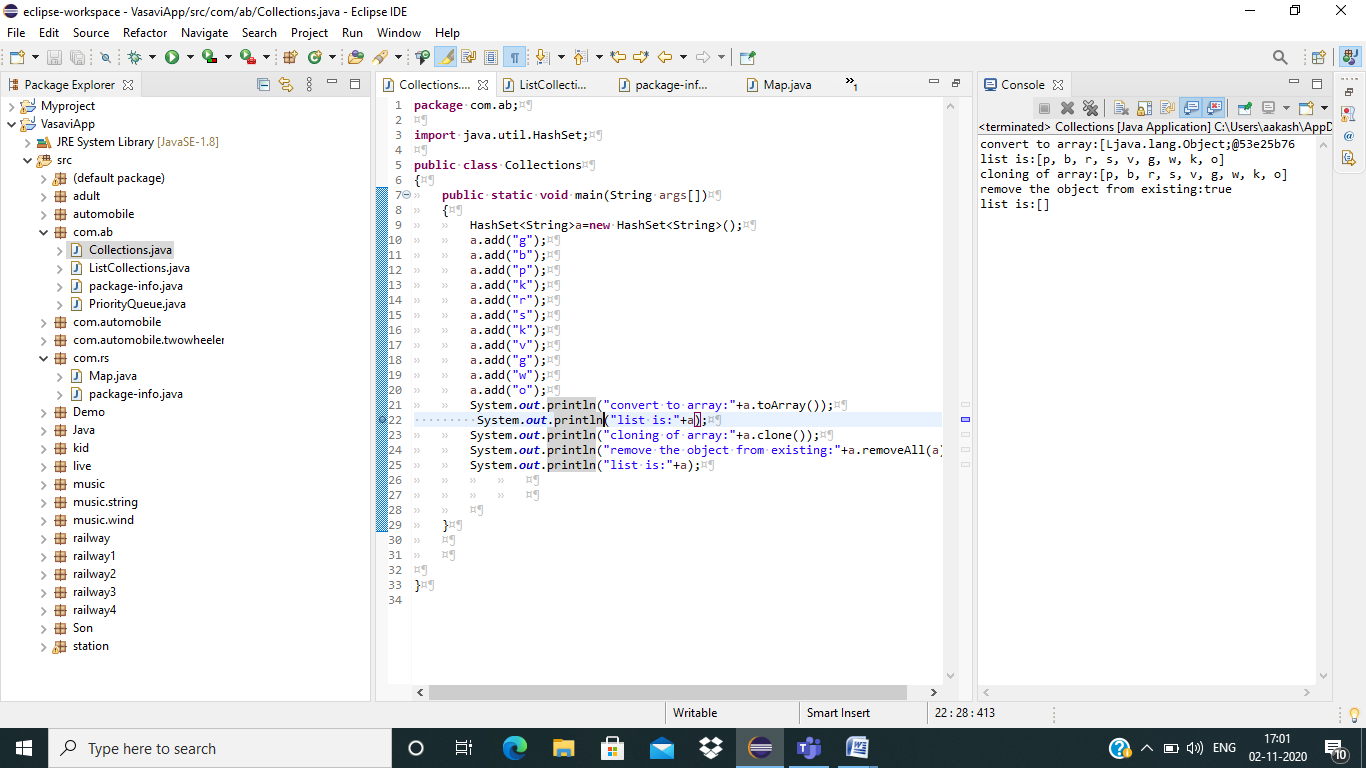 eclipse-workspace - VasaviApp/src/com/ab/Collections.java - Eclipse IDE
File Edit Source Refactor Navigate Search Project Run Window Help
Package Explorer
Myproject
VasaviApp
JRE System Library [JavaSE-1.8]
src
(default package)
adult
automobile
com.ab
Collections.java
ListCollections.java
package-info.java
PriorityQueue.java
com.automobile
com.automobile.twowheeler
com.rs
Map.java
package-info.java
Demo
Java
kid
live
music
music.string
music.wind
railway
railway1
railway2
railway3
railway4
Son
station
Collections.... ListCollecti... package-inf... Map.java »1
1 package com.ab;
2
3 import java.util.HashSet;
4
5 public class Collections
6 {
7 public static void main(String args[])
8 {
9 HashSet<String>a=new HashSet<String>();
10 a.add("g");
11 a.add("b");
12 a.add("p");
13 a.add("k");
14 a.add("r");
15 a.add("s");
16 a.add("k");
17 a.add("v");
18 a.add("g");
19 a.add("w");
20 a.add("o");
21 System.out.println("convert to array:"+a.toArray());
22 System.out.println("list is:"+a);
23 System.out.println("cloning of array:"+a.clone());
24 System.out.println("remove the object from existing:"+a.removeAll(a)
25 System.out.println("list is:"+a);
26
27
28
29 }
30
31
32
33 }
34
Console
<terminated> Collections [Java Application] C:\Users\aakash\AppD
convert to array:[Ljava.lang.Object;@53e25b76
list is:[p, b, r, s, v, g, w, k, o]
cloning of array:[p, b, r, s, v, g, w, k, o]
remove the object from existing:true
list is:[]
Writable Smart Insert 22 : 28 : 413
Type here to search
ENG
17:01
02-11-2020
10